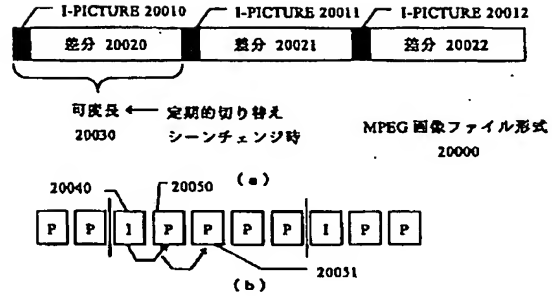 I-PICTURE 20010
I-PICTURE 20011
I-PICTURE 20012
差分 20020
差分 20021
差分 20022
可変長 ← 定期的切り替え
20030
シーンチェンジ時
MPEG 画像ファイル形式
20000
(a)
20040
20050
P P I P P P P I P P
20051
(b)